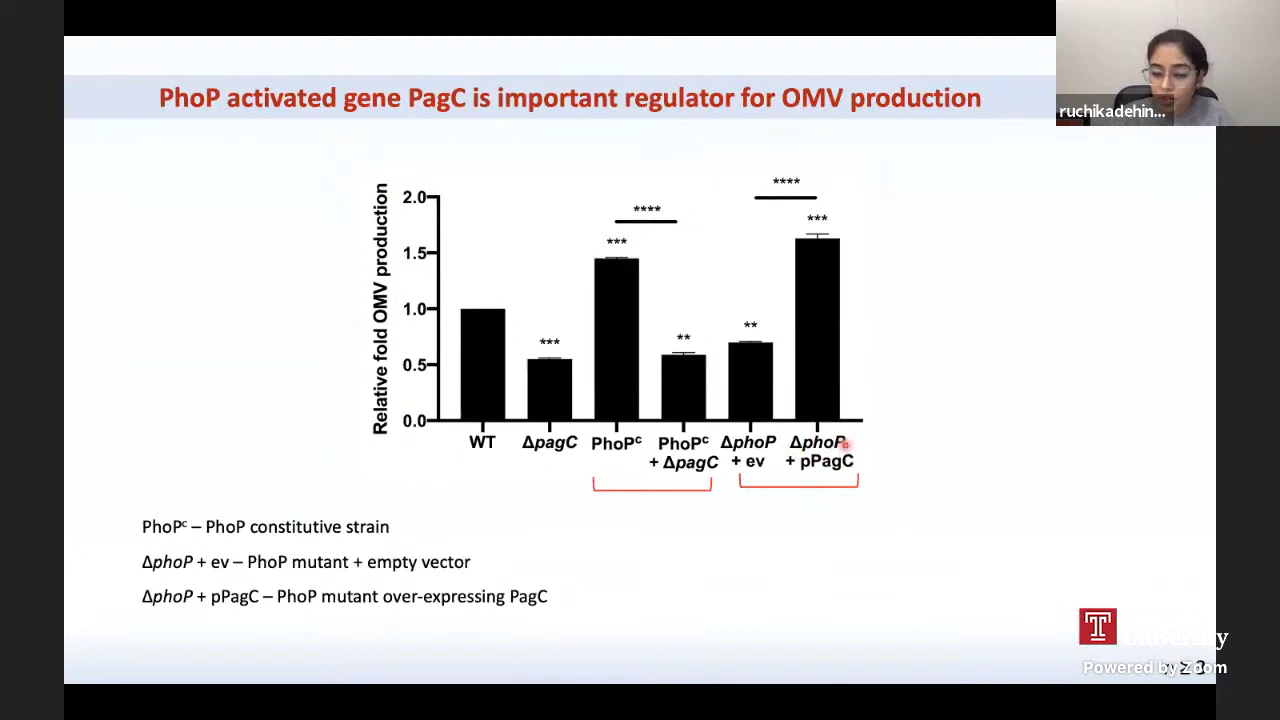 PhoP activated gene PagC is important regulator for OMV production
ruchikadehin...
Relative fold OMV production
2.0
1.5
1.0
0.5
0.0
***
***
****
**
**
****
***
WT
ΔpagC
PhoPᶜ
PhoPᶜ
+ ΔpagC
ΔphoP
+ ev
ΔphoP
+ pPagC
PhoPᶜ – PhoP constitutive strain
ΔphoP + ev – PhoP mutant + empty vector
ΔphoP + pPagC – PhoP mutant over-expressing PagC
T
University
Powered by Zoom